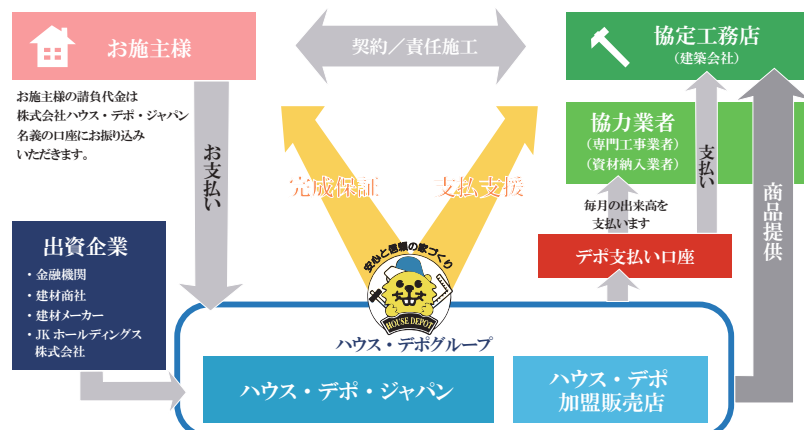 お施主様
契約／責任施工
協定工務店
（建築会社）
お施主様の請負代金は
株式会社ハウス・デポ・ジャパン
名義の口座にお振り込み
いただきます。
お支払い
完成保証
支払支援
協力業者
（専門工事業者）
（資材納入業者）
支払い
商品提供
毎月の出来高を
支払います
デポ支払い口座
出資企業
・金融機関
・建材商社
・建材メーカー
・JKホールディングス
株式会社
安心と信頼の家づくり
HOUSE DEPOT
ハウス・デポグループ
ハウス・デポ・ジャパン
ハウス・デポ
加盟販売店